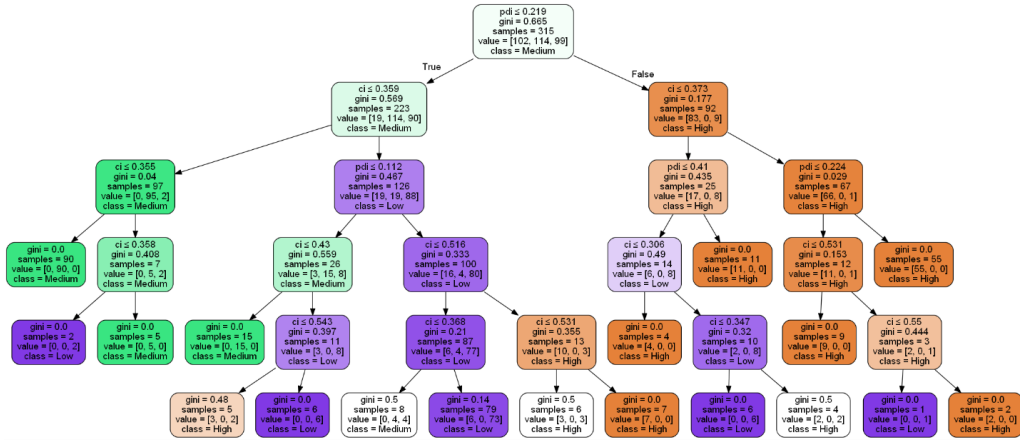 pdi ≤ 0.219
gini = 0.665
samples = 315
value = [102, 114, 99]
class = Medium
True
False
ci ≤ 0.359
gini = 0.569
samples = 223
value = [19, 114, 90]
class = Medium
ci ≤ 0.373
gini = 0.177
samples = 92
value = [83, 0, 9]
class = High
ci ≤ 0.355
gini = 0.04
samples = 97
value = [0, 95, 2]
class = Medium
pdi ≤ 0.112
gini = 0.467
samples = 126
value = [19, 19, 88]
class = Low
pdi ≤ 0.41
gini = 0.435
samples = 25
value = [17, 0, 8]
class = High
pdi ≤ 0.224
gini = 0.029
samples = 67
value = [66, 0, 1]
class = High
gini = 0.0
samples = 90
value = [0, 90, 0]
class = Medium
ci ≤ 0.358
gini = 0.408
samples = 7
value = [0, 5, 2]
class = Medium
ci ≤ 0.43
gini = 0.559
samples = 26
value = [3, 15, 8]
class = Medium
ci ≤ 0.516
gini = 0.333
samples = 100
value = [16, 4, 80]
class = Low
ci ≤ 0.306
gini = 0.49
samples = 14
value = [6, 0, 8]
class = Low
gini = 0.0
samples = 11
value = [11, 0, 0]
class = High
ci ≤ 0.531
gini = 0.153
samples = 12
value = [11, 0, 1]
class = High
gini = 0.0
samples = 55
value = [55, 0, 0]
class = High
gini = 0.0
samples = 2
value = [0, 0, 2]
class = Low
gini = 0.0
samples = 5
value = [0, 5, 0]
class = Medium
gini = 0.0
samples = 15
value = [0, 15, 0]
class = Medium
ci ≤ 0.543
gini = 0.397
samples = 11
value = [3, 0, 8]
class = Low
ci ≤ 0.368
gini = 0.21
samples = 87
value = [6, 4, 77]
class = Low
ci ≤ 0.531
gini = 0.355
samples = 13
value = [10, 0, 3]
class = High
gini = 0.0
samples = 4
value = [4, 0, 0]
class = High
ci ≤ 0.347
gini = 0.32
samples = 10
value = [2, 0, 8]
class = Low
gini = 0.0
samples = 9
value = [9, 0, 0]
class = High
ci ≤ 0.55
gini = 0.444
samples = 3
value = [2, 0, 1]
class = High
gini = 0.48
samples = 5
value = [3, 0, 2]
class = High
gini = 0.0
samples = 6
value = [0, 0, 6]
class = Low
gini = 0.5
samples = 8
value = [0, 4, 4]
class = Medium
gini = 0.14
samples = 79
value = [6, 0, 73]
class = Low
gini = 0.5
samples = 6
value = [3, 0, 3]
class = High
gini = 0.0
samples = 7
value = [7, 0, 0]
class = High
gini = 0.0
samples = 6
value = [0, 0, 6]
class = Low
gini = 0.5
samples = 4
value = [2, 0, 2]
class = High
gini = 0.0
samples = 1
value = [0, 0, 1]
class = Low
gini = 0.0
samples = 2
value = [2, 0, 0]
class = High